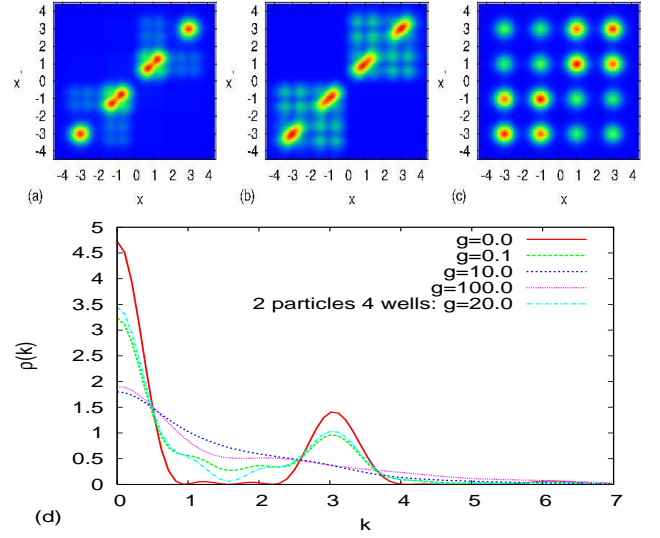 4 3 2 1 0 -1 -2 -3 -4
x'
-4 -3 -2 -1 0 1 2 3 4
(a) x
4 3 2 1 0 -1 -2 -3 -4
x'
-4 -3 -2 -1 0 1 2 3 4
(b) x
4 3 2 1 0 -1 -2 -3 -4
x'
-4 -3 -2 -1 0 1 2 3 4
(c) x
5
4.5
4
3.5
3
2.5
2
1.5
1
0.5
0
ρ(k)
g=0.0
g=0.1
g=10.0
g=100.0
2 particles 4 wells: g=20.0
0 1 2 3 4 5 6 7
(d) k